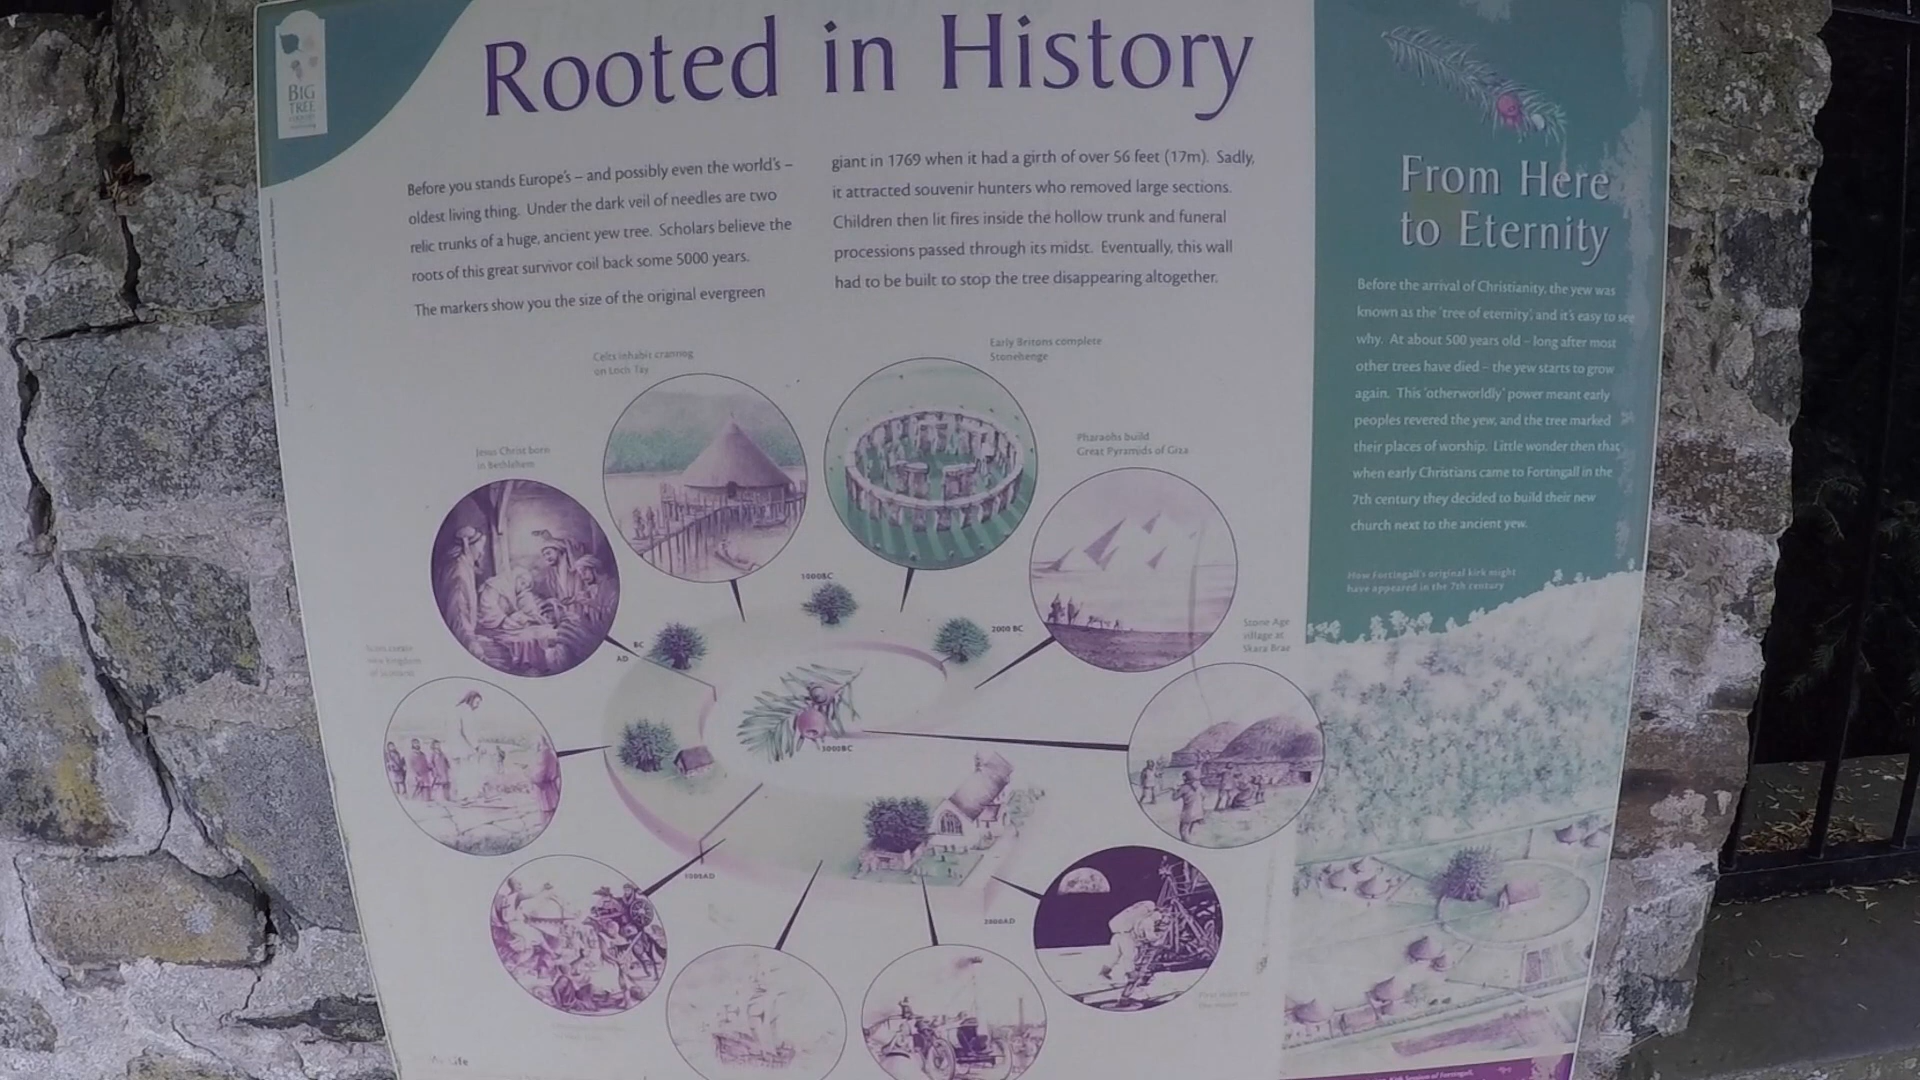 BIG
TREE
COUNTRY
Rooted in History
Before you stands Europe's – and possibly even the world's –
oldest living thing. Under the dark veil of needles are two
relic trunks of a huge, ancient yew tree. Scholars believe the
roots of this great survivor coil back some 5000 years.
The markers show you the size of the original evergreen
giant in 1769 when it had a girth of over 56 feet (17m). Sadly,
it attracted souvenir hunters who removed large sections.
Children then lit fires inside the hollow trunk and funeral
processions passed through its midst. Eventually, this wall
had to be built to stop the tree disappearing altogether.
Early Britons complete
Stonehenge
Celts inhabit crannog
on Loch Tay
Pharaohs build
Great Pyramids of Giza
Jesus Christ born
in Bethlehem
1000BC
2000 BC
BC
AD
Stone Age
village at
Skara Brae
3000BC
1000AD
2000AD
First man on
the moon
From Here
to Eternity
Before the arrival of Christianity, the yew was
known as the 'tree of eternity', and it's easy to see
why. At about 500 years old – long after most
other trees have died – the yew starts to grow
again. This 'otherworldly' power meant early
peoples revered the yew, and the tree marked
their places of worship. Little wonder then that
when early Christians came to Fortingall in the
7th century they decided to build their new
church next to the ancient yew.
How Fortingall's original kirk might
have appeared in the 7th century
Kirk Session of Fortingall,